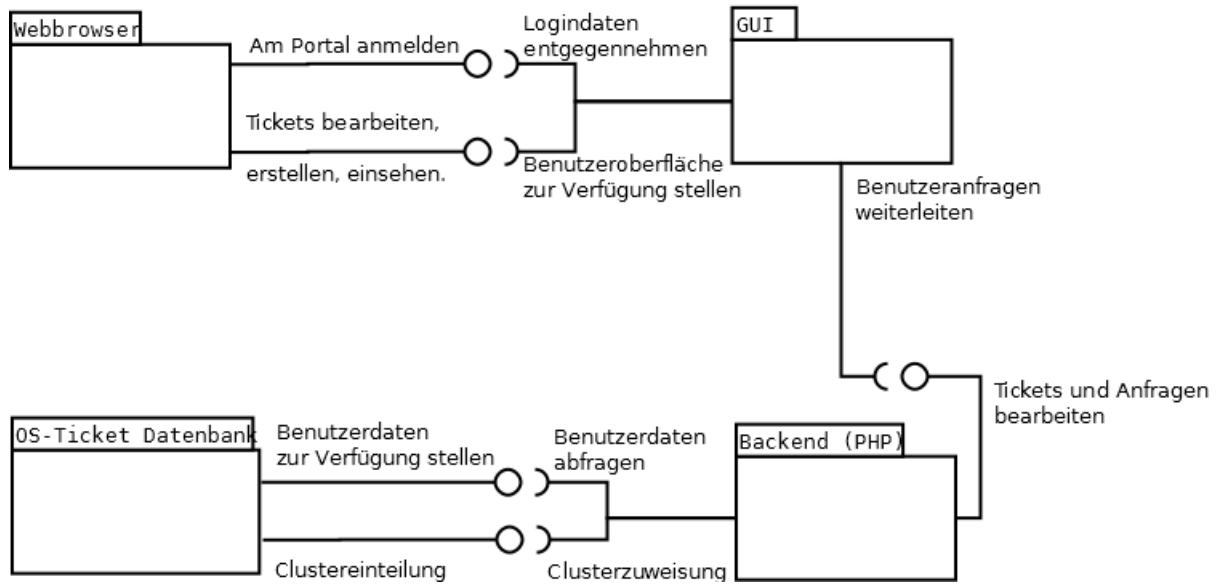 Webbrowser
Am Portal anmelden
Logindaten
entgegennehmen
GUI
Tickets bearbeiten,
erstellen, einsehen.
Benutzeroberfläche
zur Verfügung stellen
Benutzeranfragen
weiterleiten
Tickets und Anfragen
bearbeiten
OS-Ticket Datenbank
Benutzerdaten
zur Verfügung stellen
Benutzerdaten
abfragen
Backend (PHP)
Clustereinteilung
Clusterzuweisung